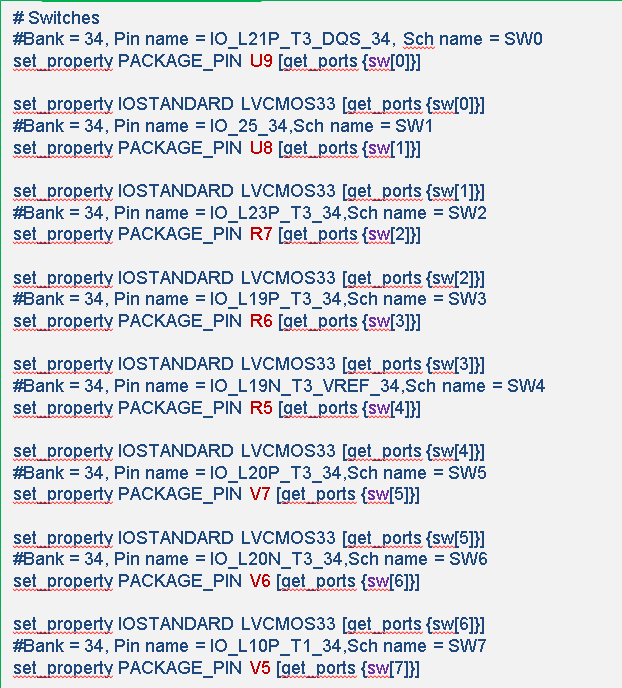 # Switches
#Bank = 34, Pin name = IO_L21P_T3_DQS_34, Sch name = SW0
set_property PACKAGE_PIN U9 [get_ports {sw[0]}]
set_property IOSTANDARD LVCMOS33 [get_ports {sw[0]}]
#Bank = 34, Pin name = IO_25_34,Sch name = SW1
set_property PACKAGE_PIN U8 [get_ports {sw[1]}]
set_property IOSTANDARD LVCMOS33 [get_ports {sw[1]}]
#Bank = 34, Pin name = IO_L23P_T3_34,Sch name = SW2
set_property PACKAGE_PIN R7 [get_ports {sw[2]}]
set_property IOSTANDARD LVCMOS33 [get_ports {sw[2]}]
#Bank = 34, Pin name = IO_L19P_T3_34,Sch name = SW3
set_property PACKAGE_PIN R6 [get_ports {sw[3]}]
set_property IOSTANDARD LVCMOS33 [get_ports {sw[3]}]
#Bank = 34, Pin name = IO_L19N_T3_VREF_34,Sch name = SW4
set_property PACKAGE_PIN R5 [get_ports {sw[4]}]
set_property IOSTANDARD LVCMOS33 [get_ports {sw[4]}]
#Bank = 34, Pin name = IO_L20P_T3_34,Sch name = SW5
set_property PACKAGE_PIN V7 [get_ports {sw[5]}]
set_property IOSTANDARD LVCMOS33 [get_ports {sw[5]}]
#Bank = 34, Pin name = IO_L20N_T3_34,Sch name = SW6
set_property PACKAGE_PIN V6 [get_ports {sw[6]}]
set_property IOSTANDARD LVCMOS33 [get_ports {sw[6]}]
#Bank = 34, Pin name = IO_L10P_T1_34,Sch name = SW7
set_property PACKAGE_PIN V5 [get_ports {sw[7]}]